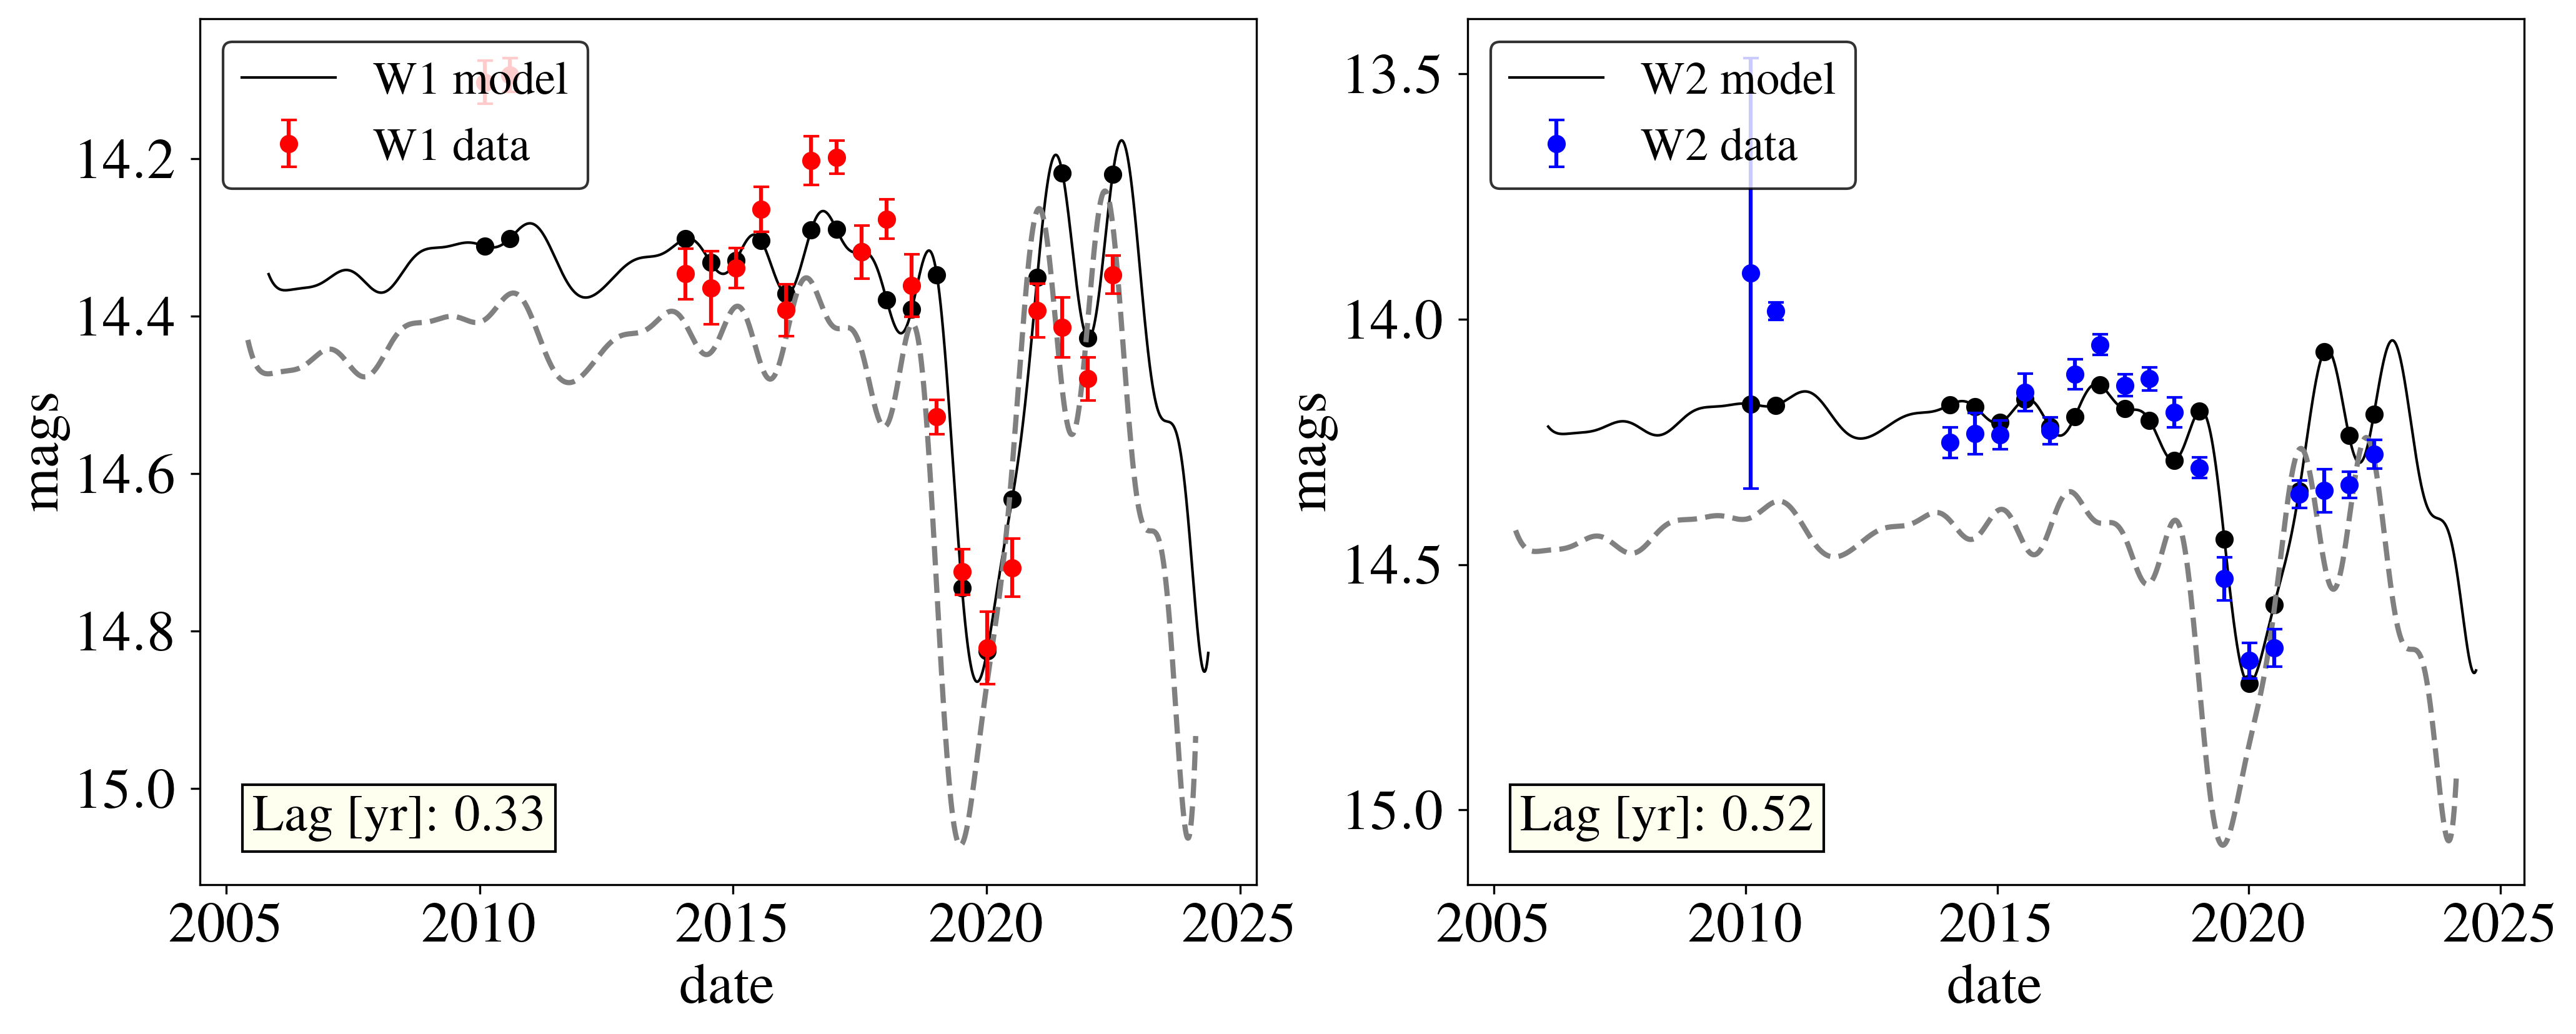 W1 model
W1 data
14.2
14.4
14.6
14.8
15.0
mags
Lag [yr]: 0.33
2005
2010
2015
2020
2025
date
W2 model
W2 data
13.5
14.0
14.5
15.0
mags
Lag [yr]: 0.52
2005
2010
2015
2020
2025
date